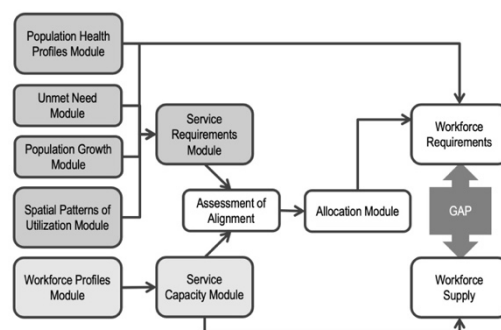 Population Health
Profiles Module
Unmet Need
Module
Population Growth
Module
Spatial Patterns of
Utilization Module
Workforce Profiles
Module
Service
Requirements
Module
Service
Capacity Module
Assessment of
Alignment
Allocation Module
Workforce
Requirements
GAP
Workforce
Supply